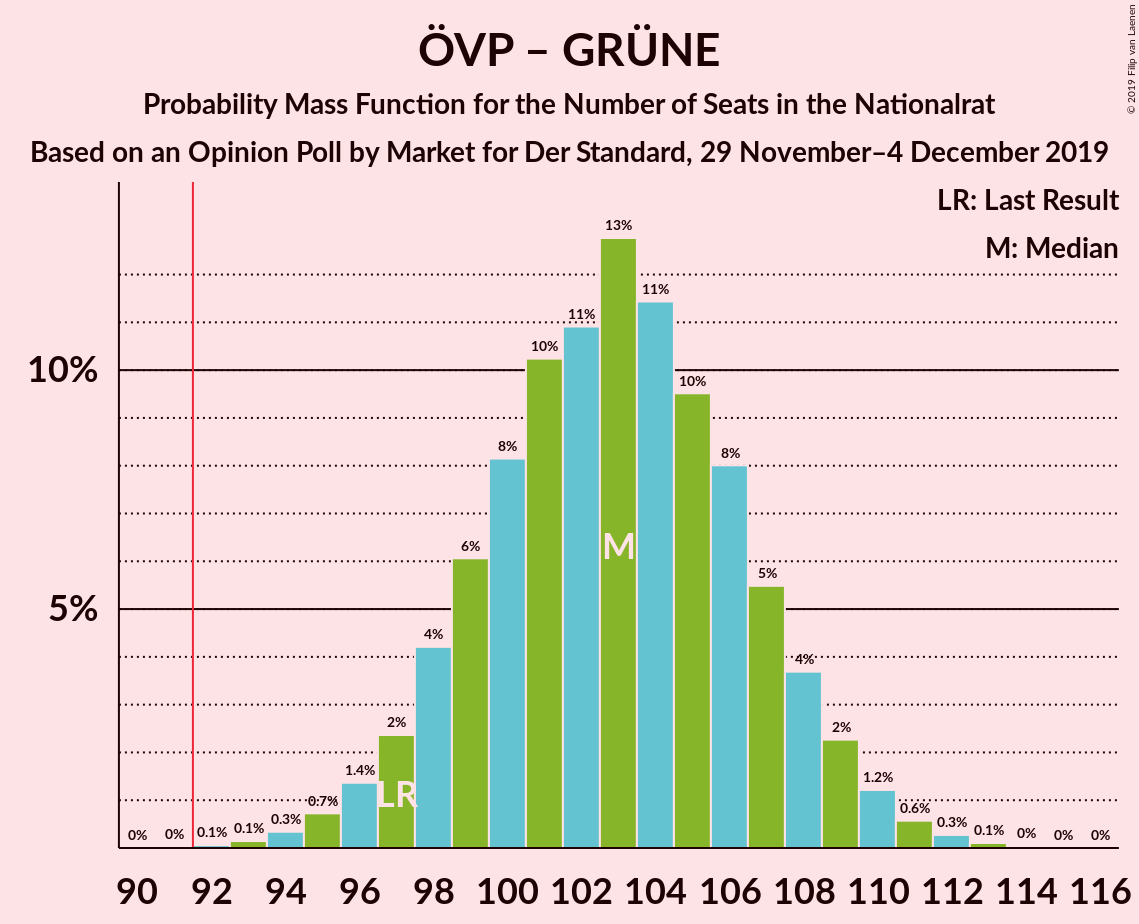 ÖVP – GRÜNE
Probability Mass Function for the Number of Seats in the Nationalrat
Based on an Opinion Poll by Market for Der Standard, 29 November–4 December 2019
© 2019 Filip van Laenen
LR: Last Result
M: Median
10%
5%
0% 0% 0.1% 0.1% 0.3% 0.7% 1.4% 2% 4% 6% 8% 10% 11% 13% 11% 10% 8% 5% 4% 2% 1.2% 0.6% 0.3% 0.1% 0% 0% 0%
M
LR
90 92 94 96 98 100 102 104 106 108 110 112 114 116